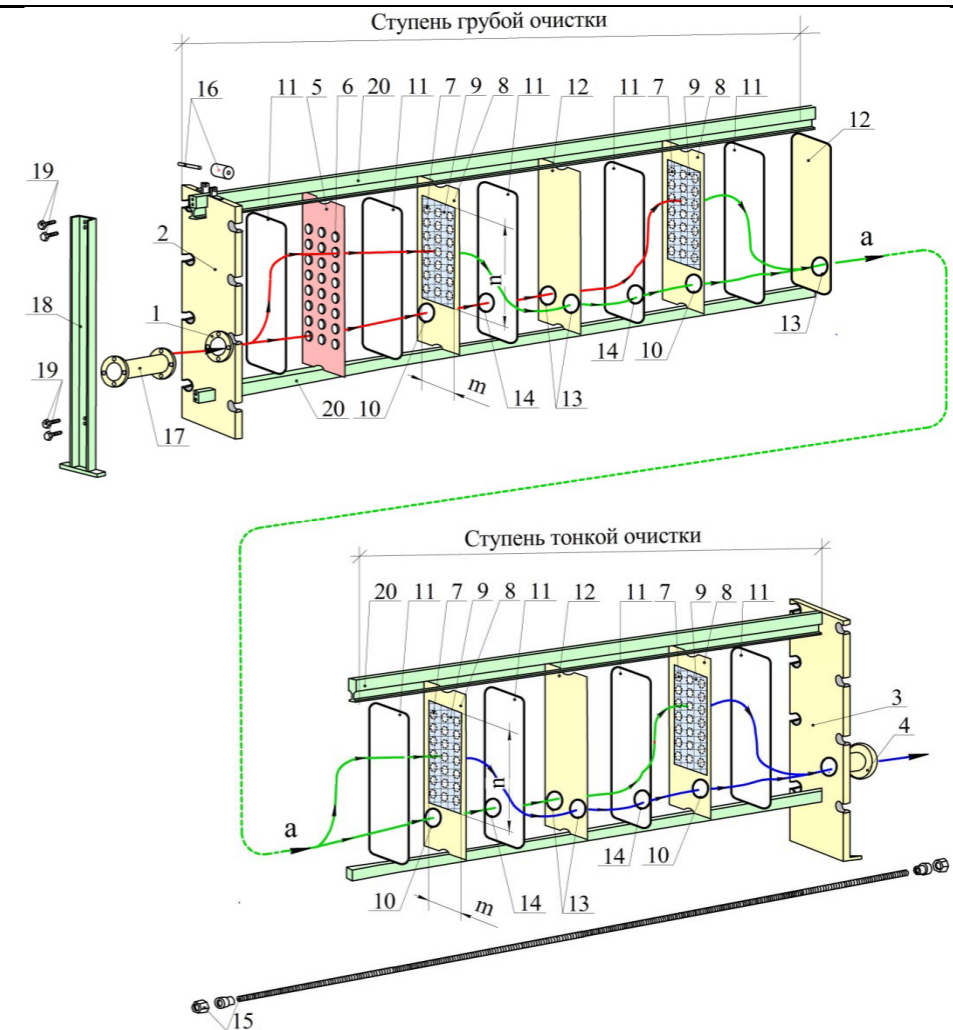 Ступень грубой очистки
16 11 5 6 20 11 7 9 8 11 12 11 7 9 8 11 12
19
2
n
a
18
1
14 10 13
19
m
17 20 10 14 13
Ступень тонкой очистки
20 11 7 9 8 11 12 11 7 9 8 11
3
4
n
a
14 10
10 m 14 13
15